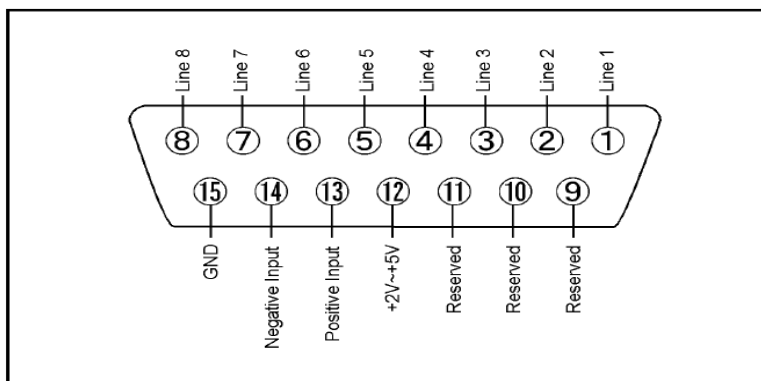 Line 8
Line 7
Line 6
Line 5
Line 4
Line 3
Line 2
Line 1
8 7 6 5 4 3 2 1
15 14 13 12 11 10 9
GND
Negative Input
Positive Input
+2V~+5V
Reserved
Reserved
Reserved